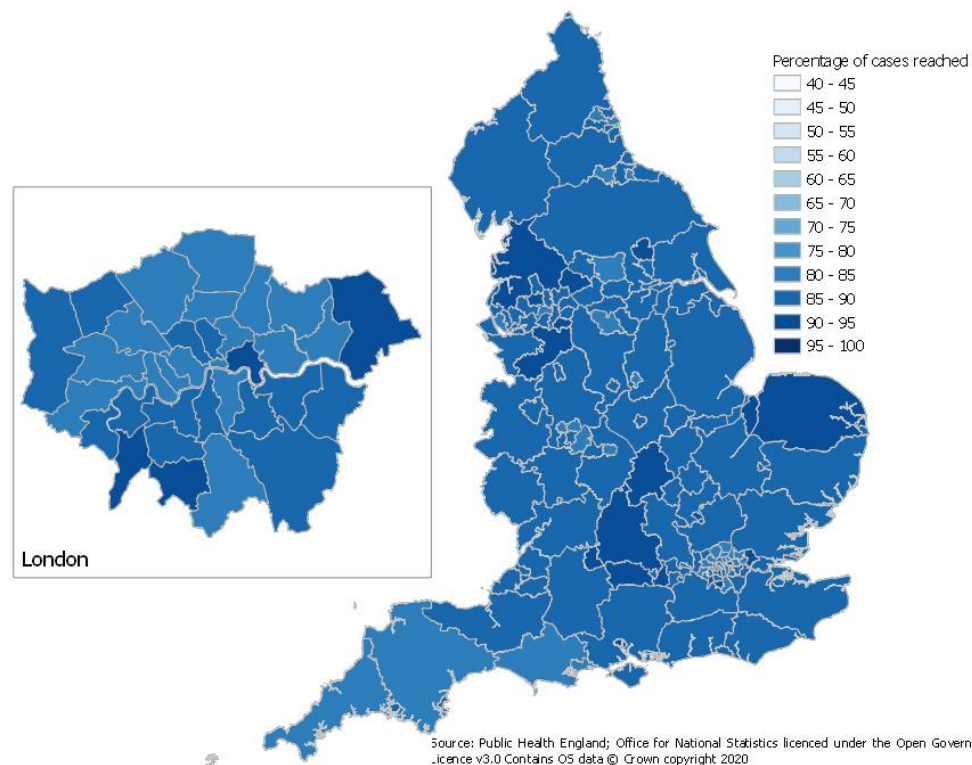 Percentage of cases reached
40 - 45
45 - 50
50 - 55
55 - 60
60 - 65
65 - 70
70 - 75
75 - 80
80 - 85
85 - 90
90 - 95
95 - 100
London
Source: Public Health England; Office for National Statistics licenced under the Open Govern
Licence v3.0 Contains OS data © Crown copyright 2020